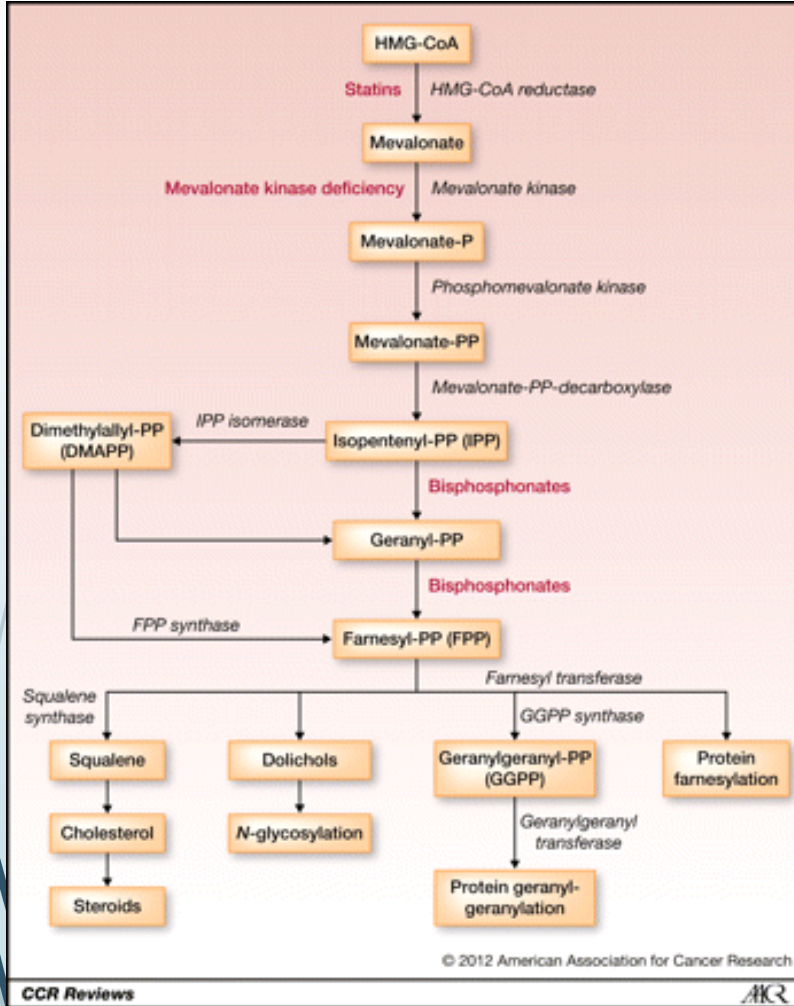 HMG-CoA
Statins HMG-CoA reductase
Mevalonate
Mevalonate kinase deficiency Mevalonate kinase
Mevalonate-P
Phosphomevalonate kinase
Mevalonate-PP
Mevalonate-PP-decarboxylase
Dimethylallyl-PP
(DMAPP)
IPP isomerase
Isopentenyl-PP (IPP)
Bisphosphonates
Geranyl-PP
Bisphosphonates
FPP synthase
Farnesyl-PP (FPP)
Farnesyl transferase
Squalene
synthase
GGPP synthase
Squalene
Dolichols
Geranylgeranyl-PP
(GGPP)
Protein
farnesylation
Cholesterol
N-glycosylation
Geranylgeranyl
transferase
Steroids
Protein geranyl-
geranylation
© 2012 American Association for Cancer Research
CCR Reviews
AACR